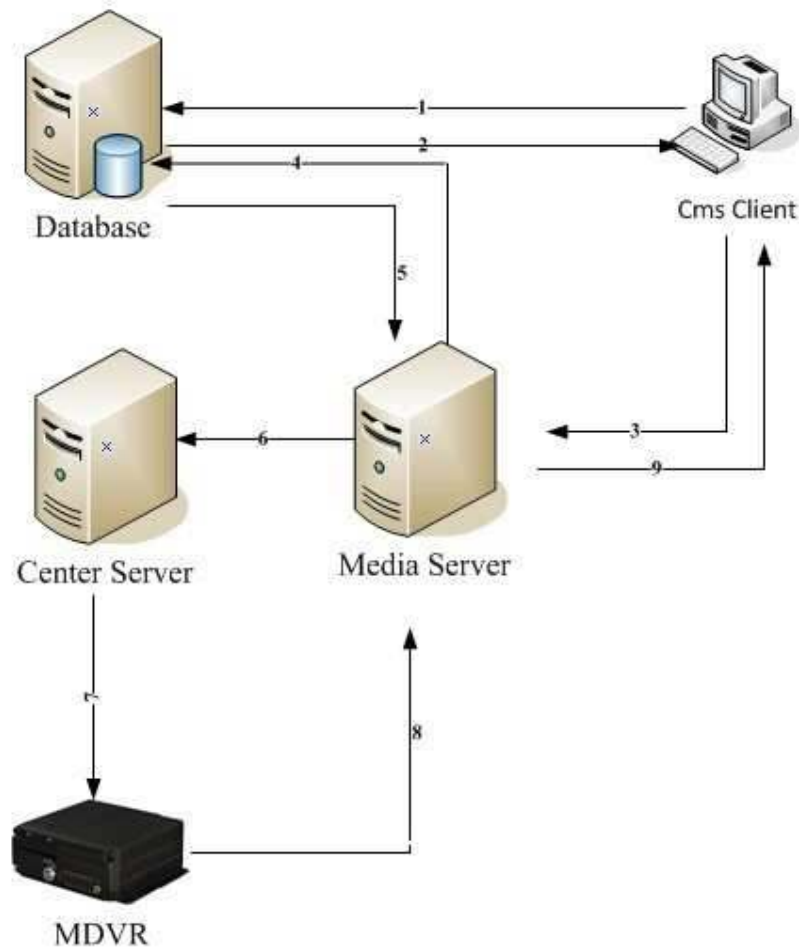 1
2
4
Database
Cms Client
5
3
6
9
Center Server
Media Server
7
8
MDVR